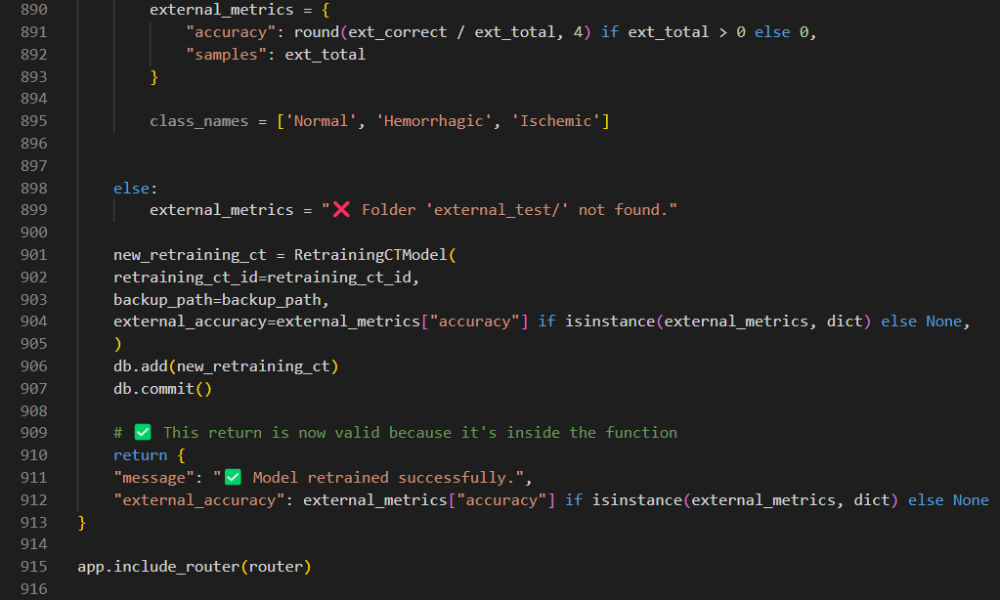 890 external_metrics = {
891 "accuracy": round(ext_correct / ext_total, 4) if ext_total > 0 else 0,
892 "samples": ext_total
893 }
894
895 class_names = ['Normal', 'Hemorrhagic', 'Ischemic']
896
897
898 else:
899 external_metrics = "❌ Folder 'external_test/' not found."
900
901 new_retraining_ct = RetrainingCTModel(
902 retraining_ct_id=retraining_ct_id,
903 backup_path=backup_path,
904 external_accuracy=external_metrics["accuracy"] if isinstance(external_metrics, dict) else None,
905 )
906 db.add(new_retraining_ct)
907 db.commit()
908
909 # ✅ This return is now valid because it's inside the function
910 return {
911 "message": "✅ Model retrained successfully.",
912 "external_accuracy": external_metrics["accuracy"] if isinstance(external_metrics, dict) else None
913 }
914
915 app.include_router(router)
916